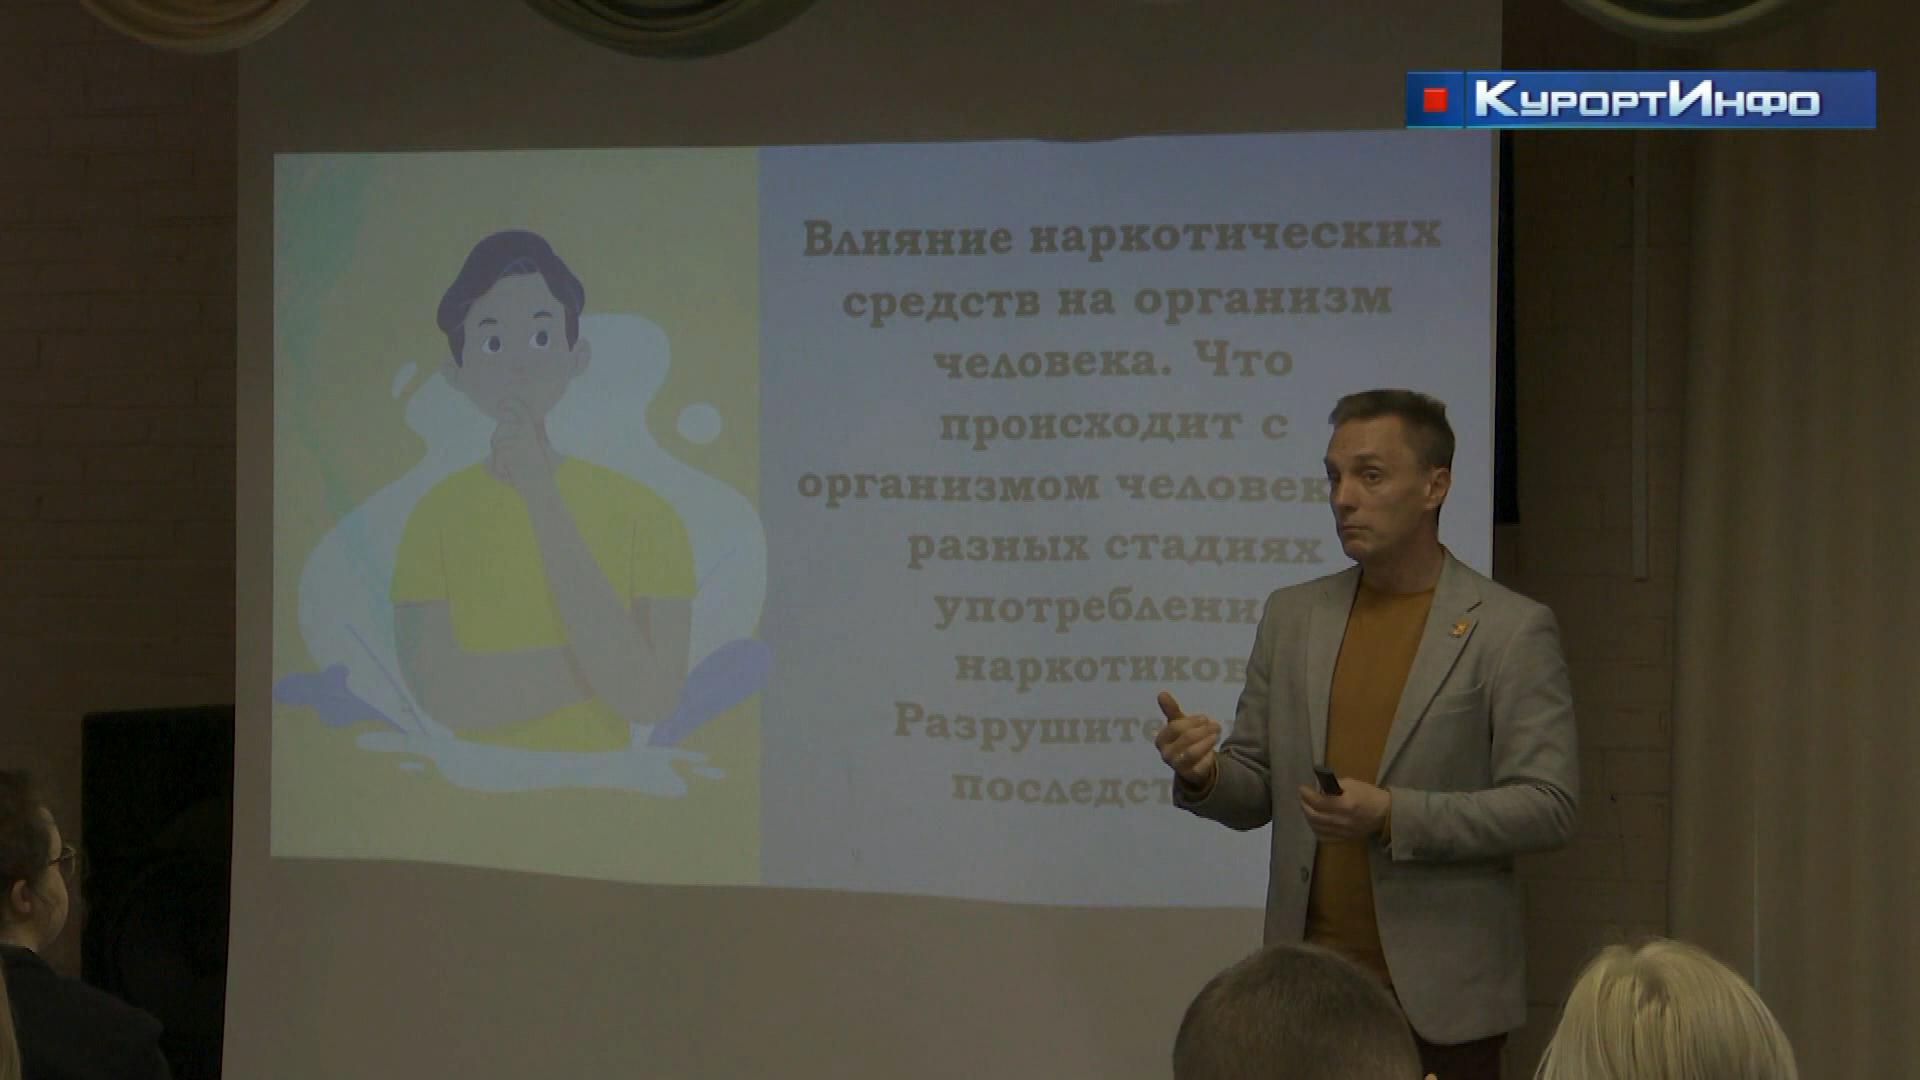 КурортИнфо
Влияние наркотических
средств на организм
человека. Что
происходит с
организмом
разных стадиях
наркотиков